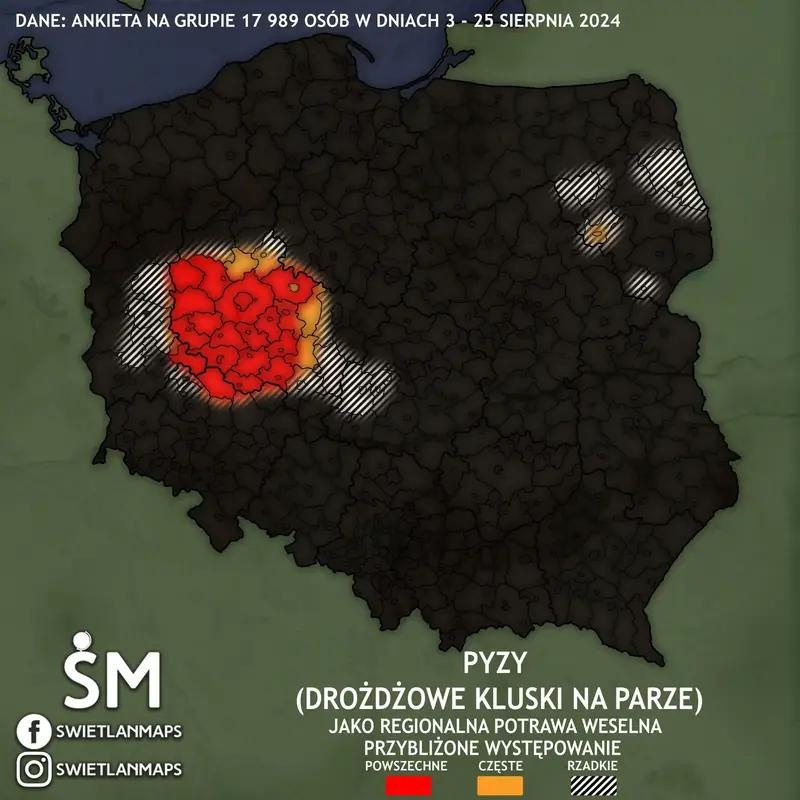 DANE: ANKIETA NA GRUPIE 17 989 OSÓB W DNIACH 3 - 25 SIERPNIA 2024
ŚM
SWIETLANMAPS
SWIETLANMAPS
PYZY
(DROŻDŻOWE KLUSKI NA PARZE)
JAKO REGIONALNA POTRAWA WESELNA
PRZYBLIŻONE WYSTĘPOWANIE
POWSZECHNE CZĘSTE RZADKIE